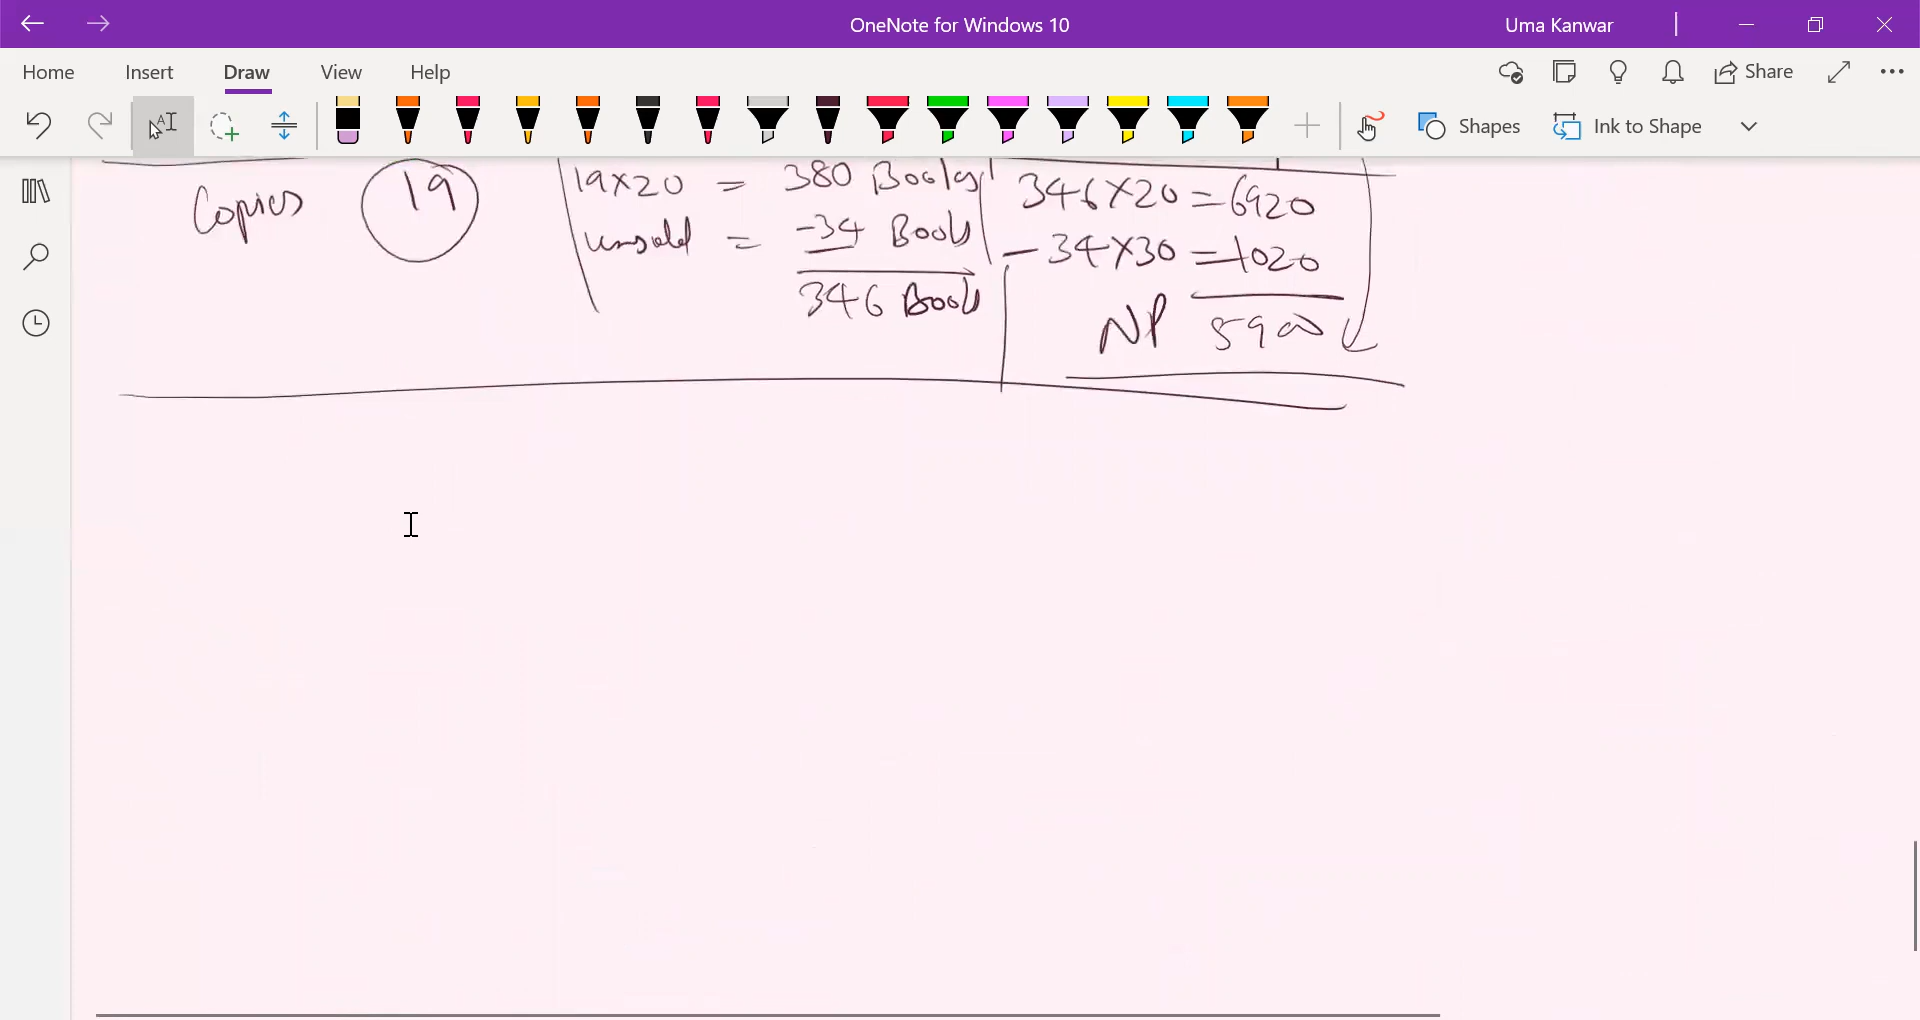 OneNote for Windows 10
Uma Kanwar
Home Insert Draw View Help
Share
Shapes
Ink to Shape
Copies 19
19x20 = 380 Books
unsold = -34 Books
346 Books
346x20 = 6920
- 34x30 = 1020
NP 5900